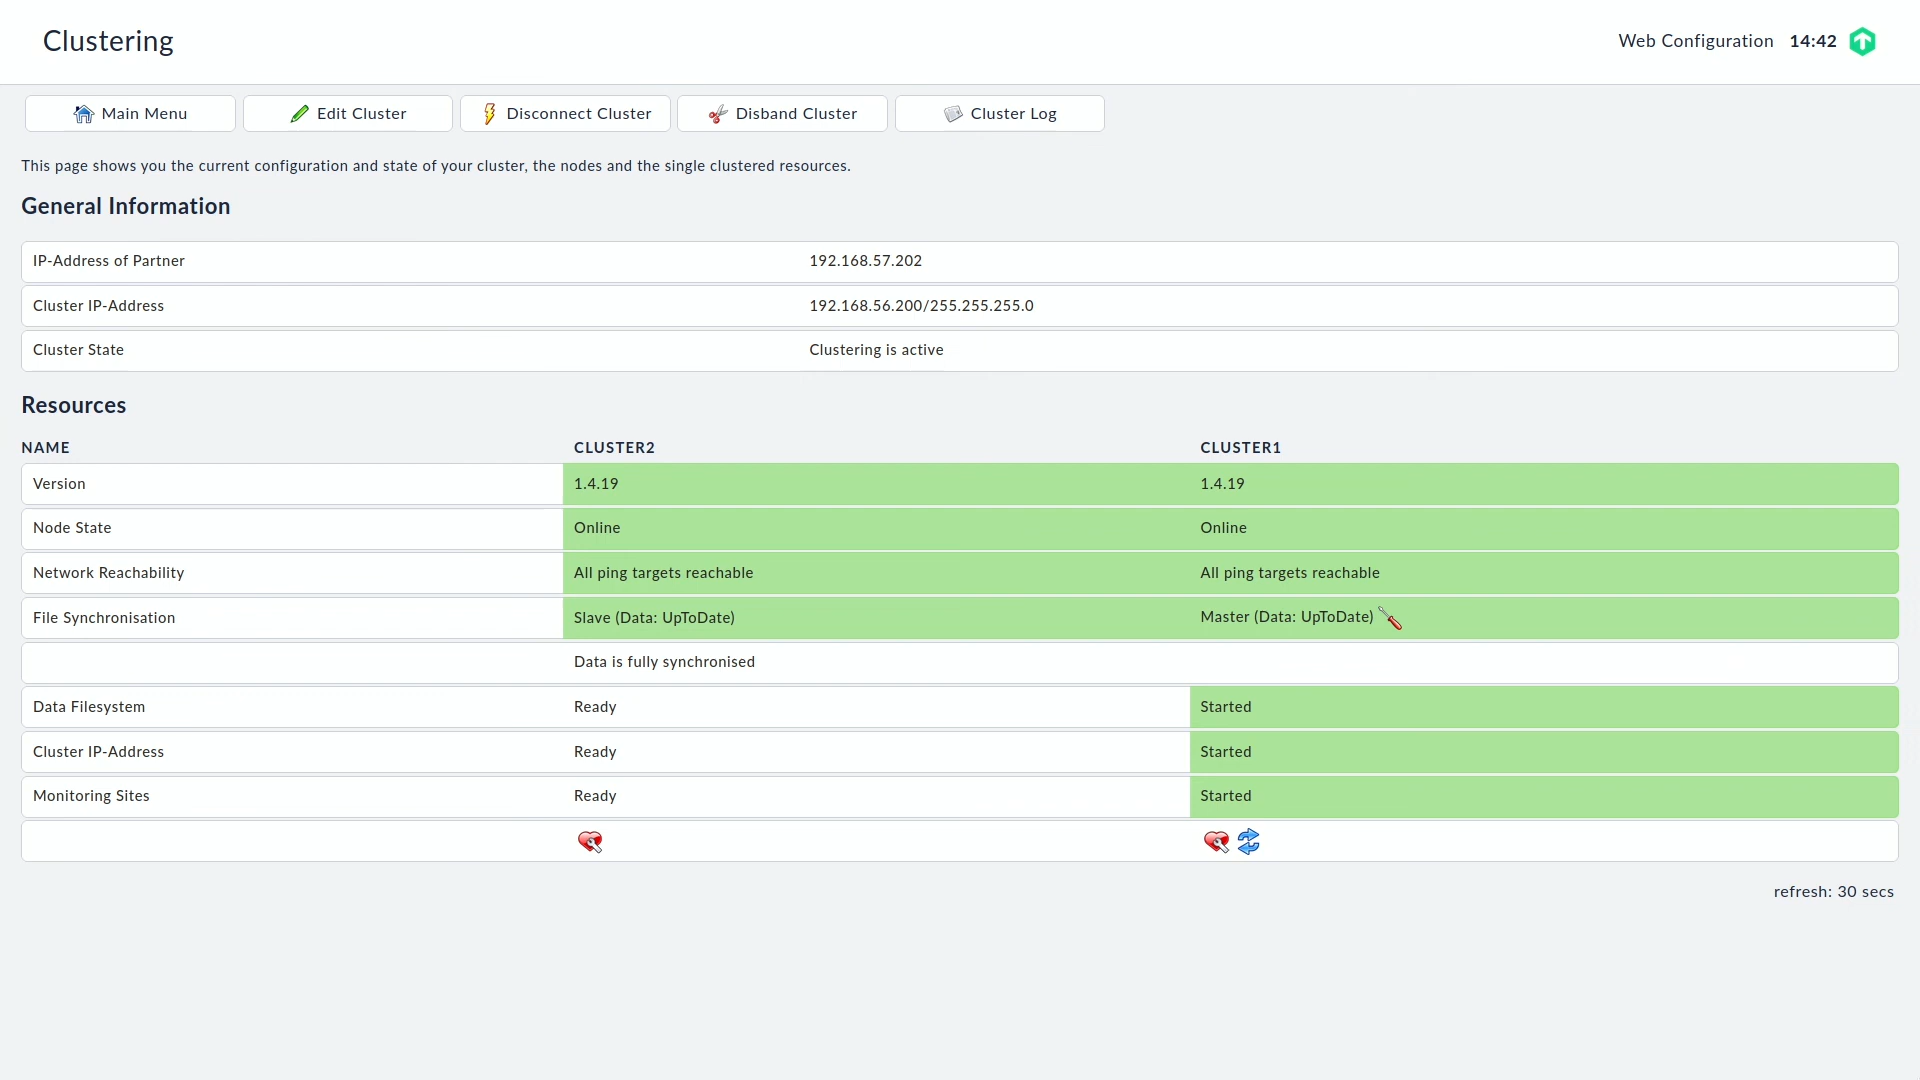 Clustering
Web Configuration 14:42
Main Menu Edit Cluster Disconnect Cluster Disband Cluster Cluster Log
This page shows you the current configuration and state of your cluster, the nodes and the single clustered resources.
General Information
IP-Address of Partner 192.168.57.202
Cluster IP-Address 192.168.56.200/255.255.255.0
Cluster State Clustering is active
Resources
NAME CLUSTER2 CLUSTER1
Version 1.4.19 1.4.19
Node State Online Online
Network Reachability All ping targets reachable All ping targets reachable
File Synchronisation Slave (Data: UpToDate) Master (Data: UpToDate)
Data is fully synchronised
Data Filesystem Ready Started
Cluster IP-Address Ready Started
Monitoring Sites Ready Started
refresh: 30 secs